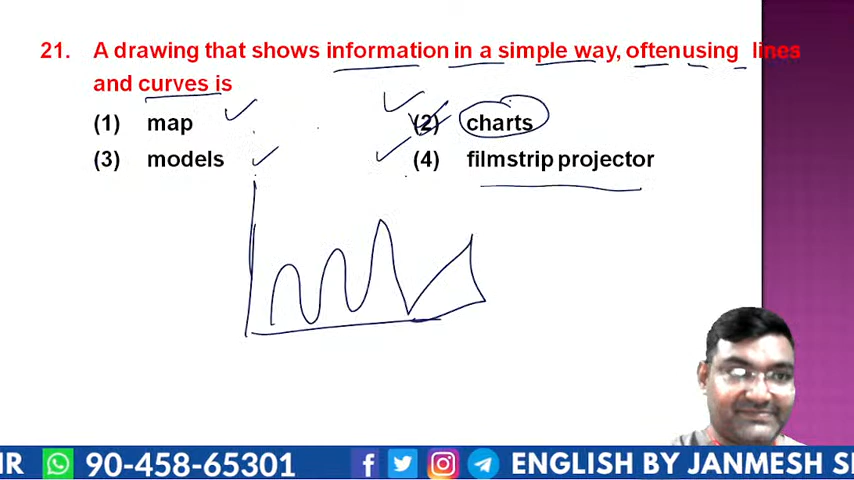 21. A drawing that shows information in a simple way, oftenusing lines
and curves is
(1) map (2) charts
(3) models (4) filmstrip projector
IR 90-458-65301 ENGLISH BY JANMESH S